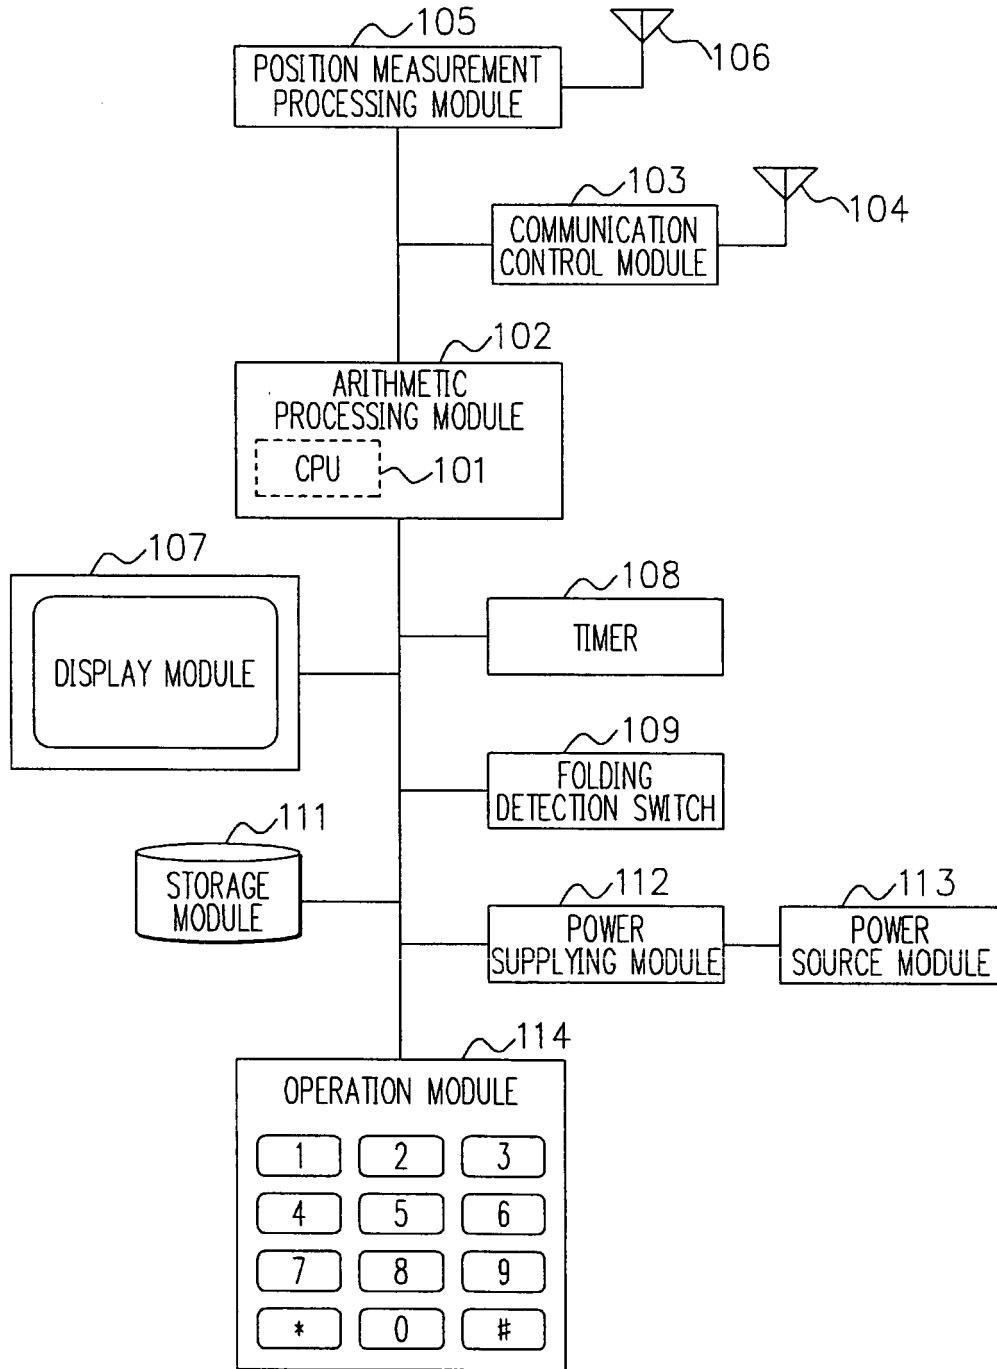 105
106
POSITION MEASUREMENT
PROCESSING MODULE
103
104
COMMUNICATION
CONTROL MODULE
102
ARITHMETIC
PROCESSING MODULE
CPU
101
107
108
TIMER
DISPLAY MODULE
109
FOLDING
DETECTION SWITCH
111
STORAGE
MODULE
112
113
POWER
SUPPLYING MODULE
POWER
SOURCE MODULE
114
OPERATION MODULE
1 2 3
4 5 6
7 8 9
* 0 #